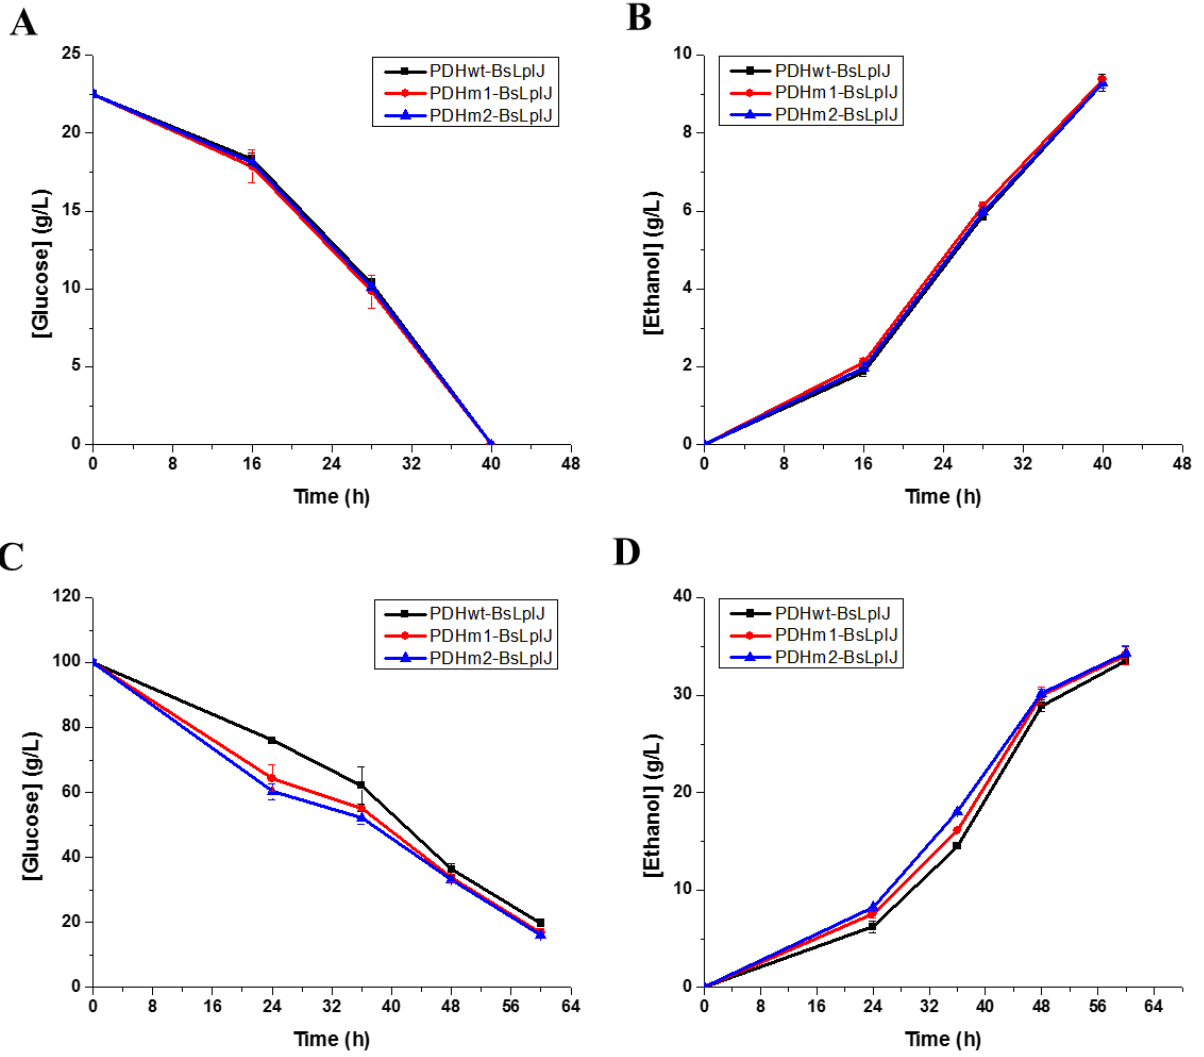 A
25
20
15
10
5
0
[Glucose] (g/L)
PDHwt-BsLplJ
PDHm1-BsLplJ
PDHm2-BsLplJ
0 8 16 24 32 40 48
Time (h)
B
10
8
6
4
2
0
[Ethanol] (g/L)
PDHwt-BsLplJ
PDHm1-BsLplJ
PDHm2-BsLplJ
0 8 16 24 32 40 48
Time (h)
C
120
100
80
60
40
20
0
[Glucose] (g/L)
PDHwt-BsLplJ
PDHm1-BsLplJ
PDHm2-BsLplJ
0 8 16 24 32 40 48 56 64
Time (h)
D
40
30
20
10
0
[Ethanol] (g/L)
PDHwt-BsLplJ
PDHm1-BsLplJ
PDHm2-BsLplJ
0 8 16 24 32 40 48 56 64
Time (h)